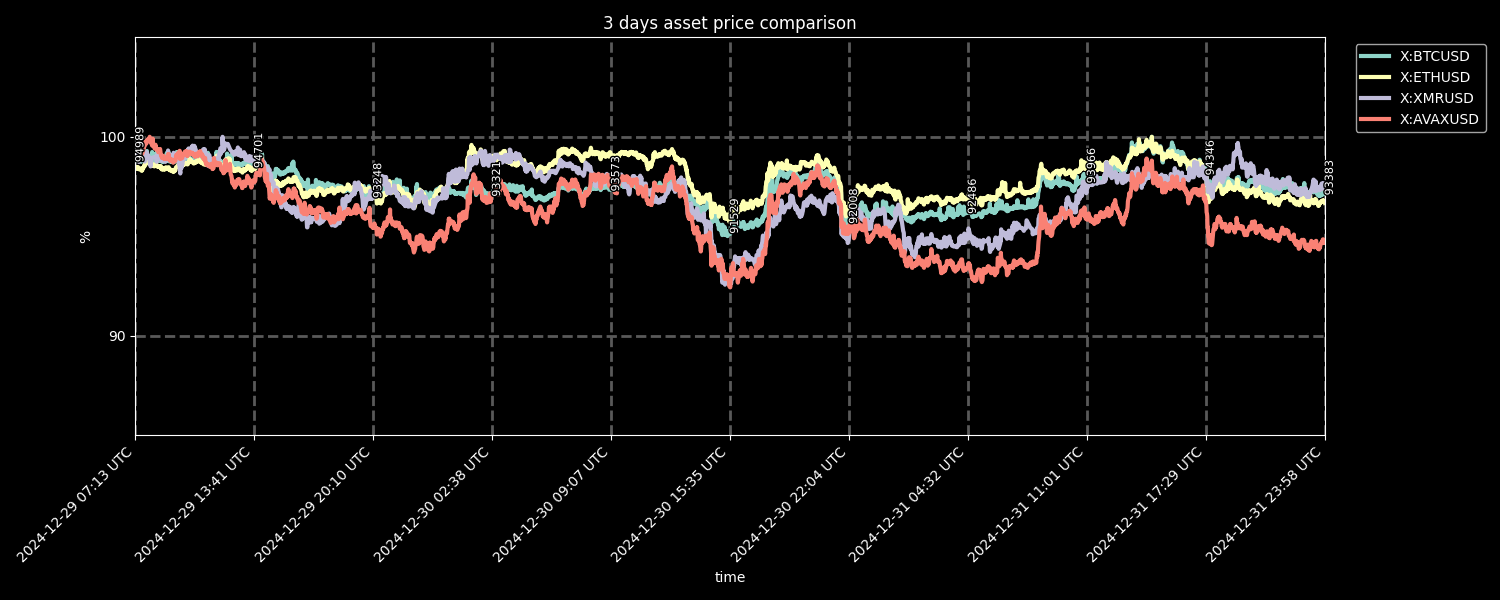 3 days asset price comparison
X:BTCUSD
X:ETHUSD
X:XMRUSD
X:AVAXUSD
100
90
%
94989
94701
93248
93573
91529
92008
92486
93966
94346
93383
2024-12-29 07:13 UTC
2024-12-29 13:41 UTC
2024-12-29 20:10 UTC
2024-12-30 02:38 UTC
2024-12-30 09:07 UTC
2024-12-30 15:35 UTC
2024-12-30 22:04 UTC
2024-12-31 04:32 UTC
2024-12-31 11:01 UTC
2024-12-31 17:29 UTC
2024-12-31 23:58 UTC
time